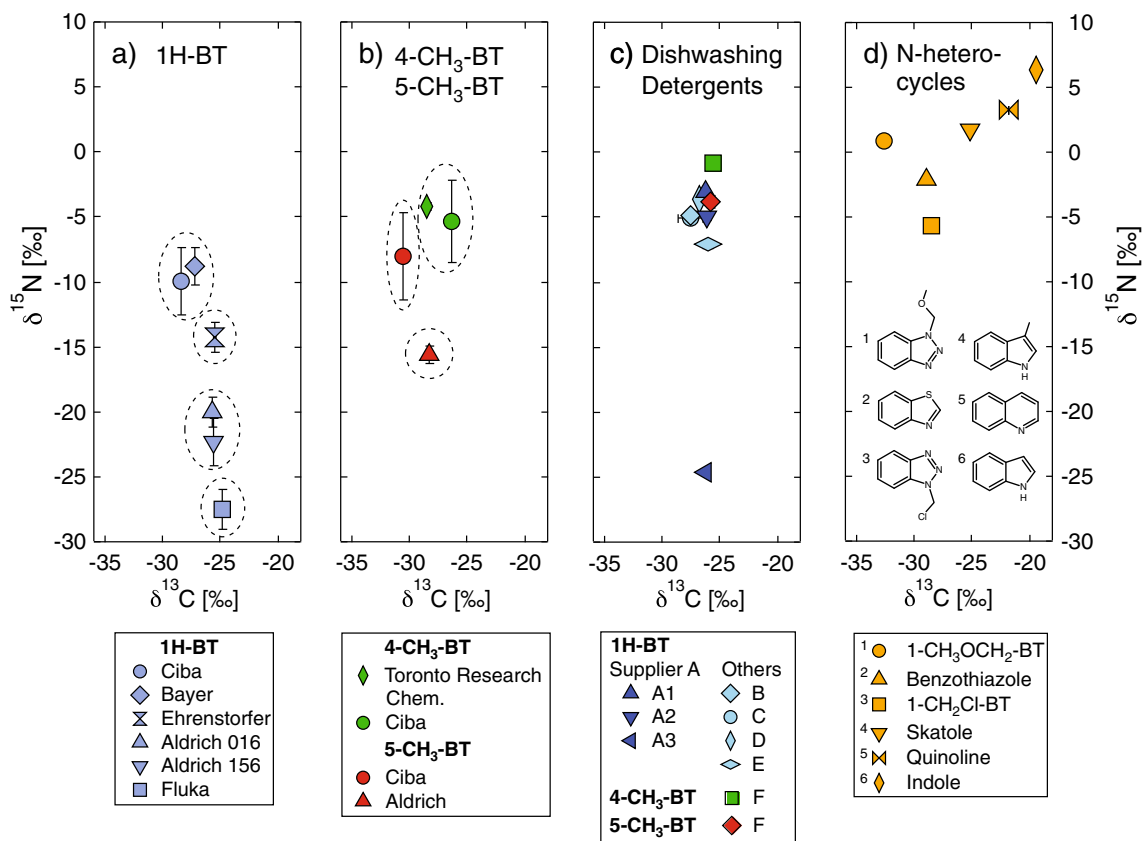 a) 1H-BT
b) 4-CH₃-BT
5-CH₃-BT
c) Dishwashing
Detergents
d) N-hetero-
cycles
δ¹⁵N [‰]
10
5
0
-5
-10
-15
-20
-25
-30
-35 -30 -25 -20
δ¹³C [‰]
-35 -30 -25 -20
δ¹³C [‰]
-35 -30 -25 -20
δ¹³C [‰]
-35 -30 -25 -20
δ¹³C [‰]
10
5
0
-5
-10
-15
-20
-25
-30
δ¹⁵N [‰]
1 O N N N
4 N H
2 S N
5 N
3 N N N Cl
6 N H
1H-BT
Ciba
Bayer
Ehrenstorfer
Aldrich 016
Aldrich 156
Fluka
4-CH₃-BT
Toronto Research
Chem.
Ciba
5-CH₃-BT
Ciba
Aldrich
1H-BT
Supplier A Others
A1 B
A2 C
A3 D
E
4-CH₃-BT F
5-CH₃-BT F
¹ 1-CH₃OCH₂-BT
² Benzothiazole
³ 1-CH₂Cl-BT
⁴ Skatole
⁵ Quinoline
⁶ Indole